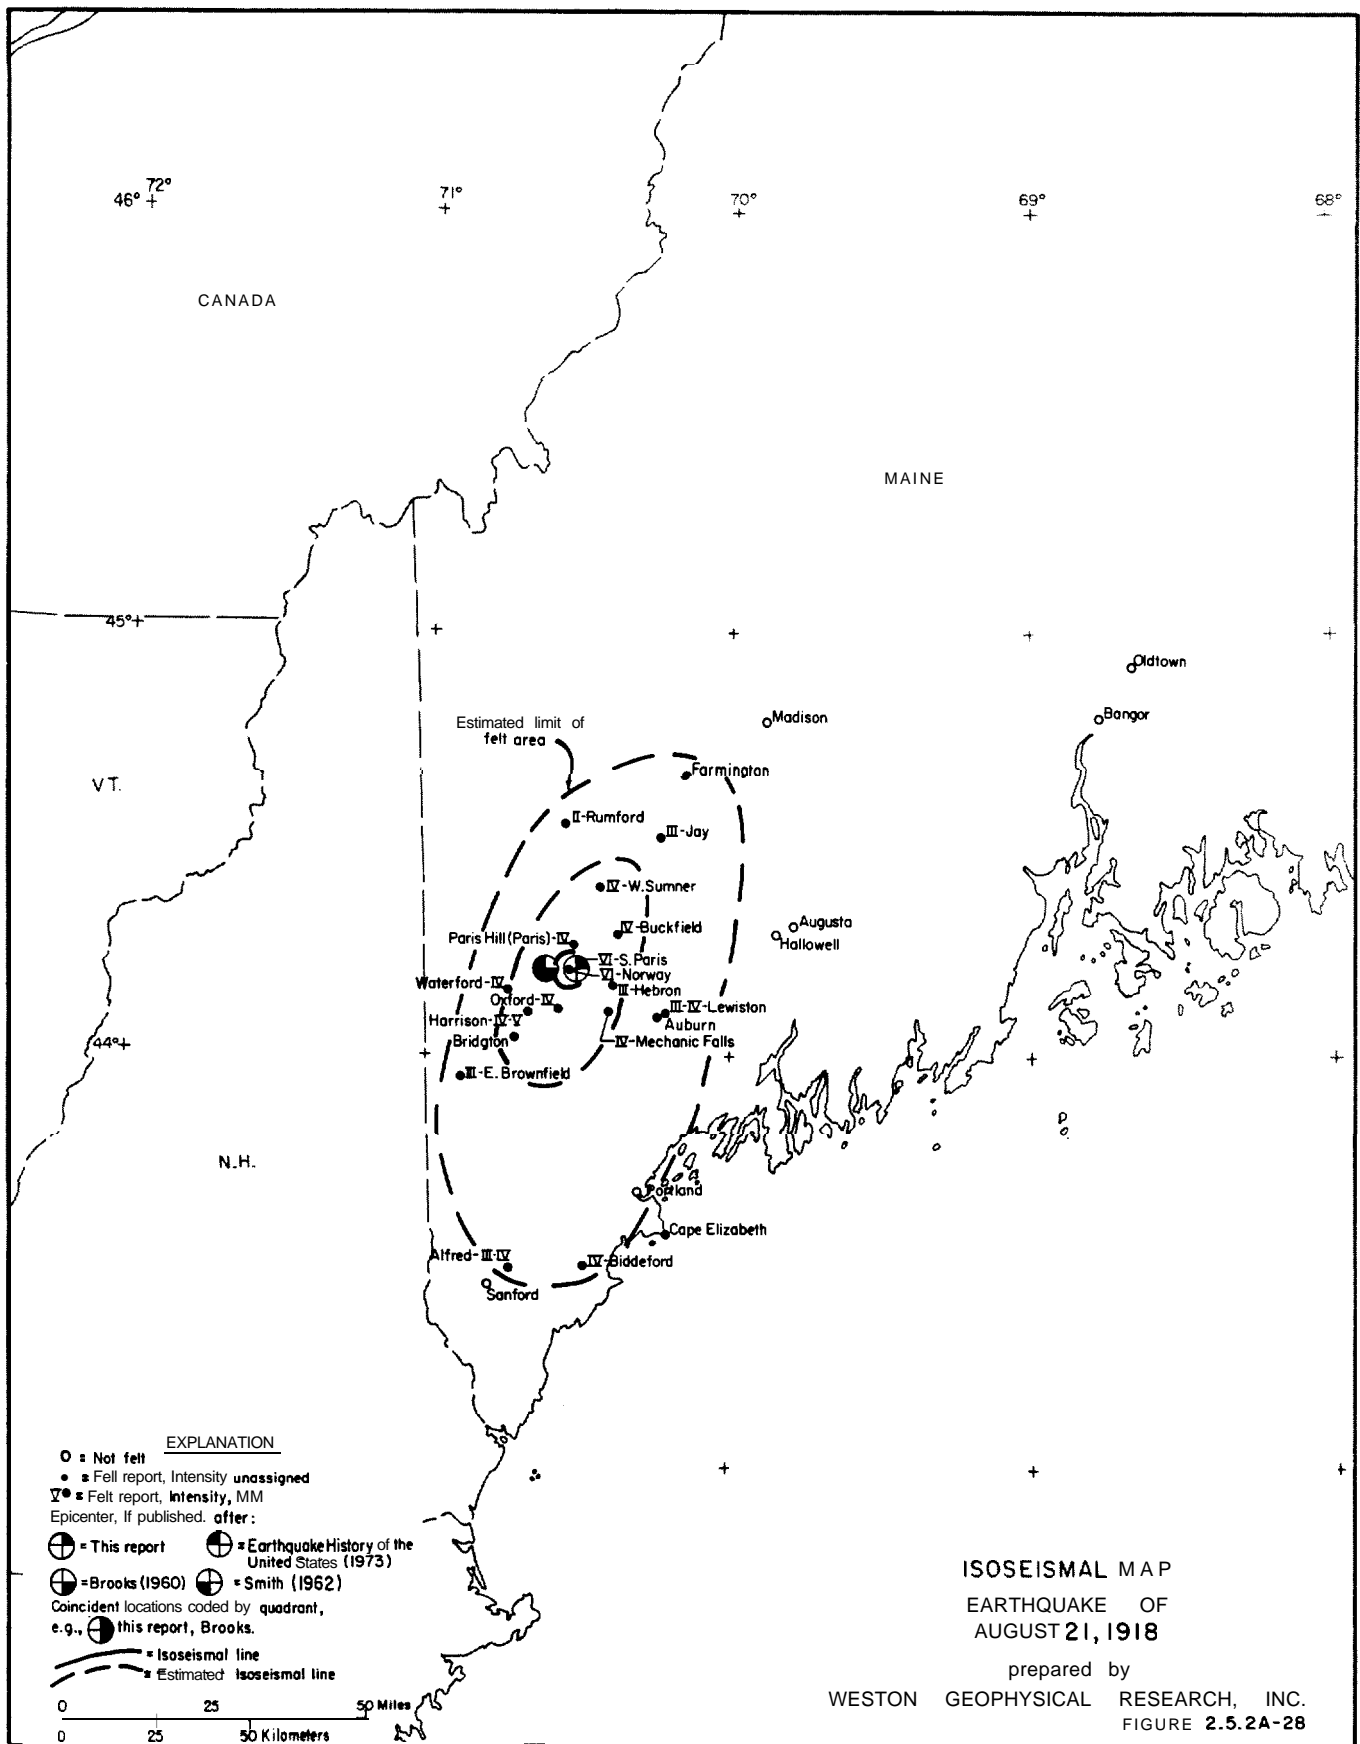 72°
46°
71°
70°
69°
68°
CANADA
MAINE
45°
Oldtown
Bangor
Madison
Estimated limit of
felt area
VT.
Farmington
II-Rumford
III-Jay
IV-W.Sumner
IV-Buckfield
Augusta
Hallowell
Paris Hill (Paris)-IV
VI-S.Paris
VI-Norway
Waterford-IV
III-Hebron
Oxford-IV
III-IV-Lewiston
Harrison-IV-V
Auburn
Bridgton
IV-Mechanic Falls
44°
III-E. Brownfield
N.H.
Portland
Cape Elizabeth
Alfred-III-IV
IV-Biddeford
Sanford
EXPLANATION
O = Not felt
• = Fell report, Intensity unassigned
V• = Felt report, Intensity, MM
Epicenter, If published. after:
= This report
= Earthquake History of the
United States (1973)
= Brooks (1960)
= Smith (1962)
Coincident locations coded by quadrant,
e.g., this report, Brooks.
= Isoseismal line
= Estimated Isoseismal line
0 25 50 Miles
0 25 50 Kilometers
ISOSEISMAL MAP
EARTHQUAKE OF
AUGUST 21, 1918
prepared by
WESTON GEOPHYSICAL RESEARCH, INC.
FIGURE 2.5.2A-28